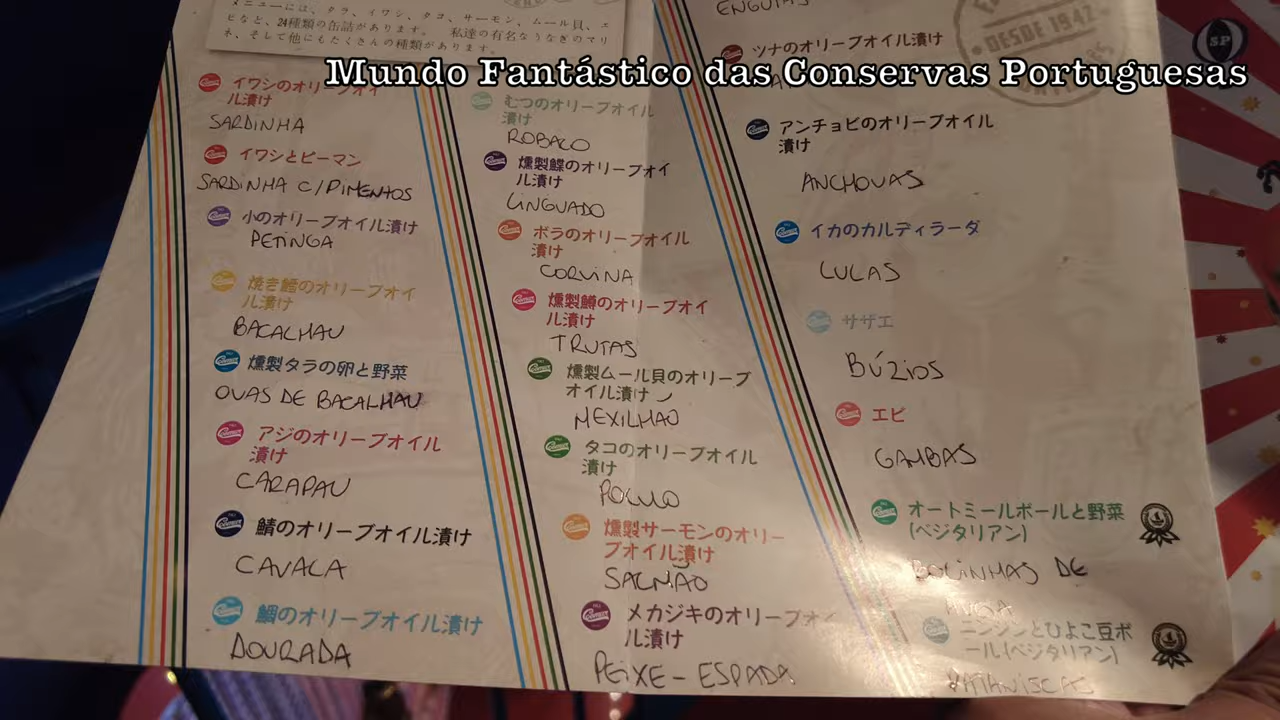 メニューには、タラ、イワシ、タコ、サーモン、ムール貝、エ
ビなど、24種類の缶詰があります。 私達の有名なうなぎのマリ
ネ、そして他にもたくさんの種類があります。
Mundo Fantástico das Conservas Portuguesas
イワシのオリーブオイ
ル漬け
SARDINHA
イワシとピーマン
SARDINHA C/PIMENTOS
小のオリーブオイル漬け
PETINGA
焼き鱈のオリーブオイ
ル漬け
BACALHAU
燻製タラの卵と野菜
OVAS DE BACALHAU
アジのオリーブオイル
漬け
CARAPAU
鯖のオリーブオイル漬け
CAVALA
鯛のオリーブオイル漬け
DOURADA
むつのオリーブオイル
漬け
ROBALO
燻製鰈のオリーブオイ
ル漬け
LINGUADO
ボラのオリーブオイル
漬け
CORVINA
燻製鱒のオリーブオイ
ル漬け
TRUTAS
燻製ムール貝のオリーブ
オイル漬け
MEXILHAO
タコのオリーブオイル
漬け
POLVO
燻製サーモンのオリー
ブオイル漬け
SALMAO
メカジキのオリーブオイ
ル漬け
PEIXE-ESPADA
ENGUIAS
ツナのオリーブオイル漬け
DESDE 1942
アンチョビのオリーブオイル
漬け
ANCHOVAS
イカのカルディラーダ
LULAS
サザエ
BÚZIOS
エビ
GAMBAS
オートミールボールと野菜
(ベジタリアン)
BOLINHAS DE
ニンジンとひよこ豆ボ
ール(ベジタリアン)
SP